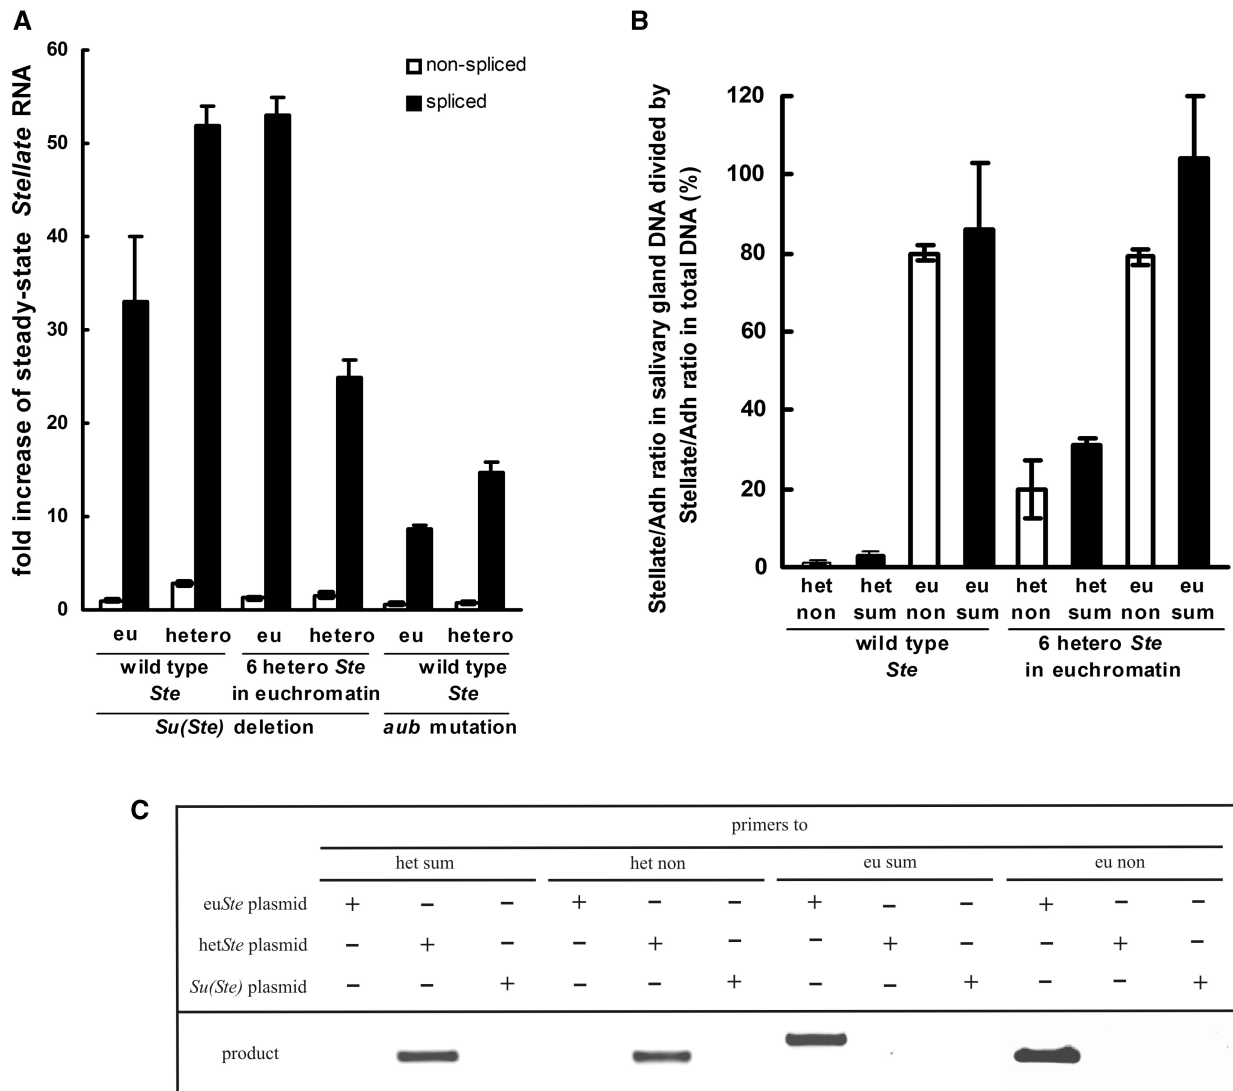 A
fold increase of steady-state Stellate RNA
60
50
40
30
20
10
0
non-spliced
spliced
eu hetero eu hetero eu hetero
wild type 6 hetero Ste wild type
Ste in euchromatin Ste
Su(Ste) deletion aub mutation
B
Stellate/Adh ratio in salivary gland DNA divided by
Stellate/Adh ratio in total DNA (%)
120
100
80
60
40
20
0
het het eu eu het het eu eu
non sum non sum non sum non sum
wild type 6 hetero Ste
Ste in euchromatin
C
primers to
het sum het non eu sum eu non
euSte plasmid + − − + − − + − − + − −
hetSte plasmid − + − − + − − + − − + −
Su(Ste) plasmid − − + − − + − − + − − +
product